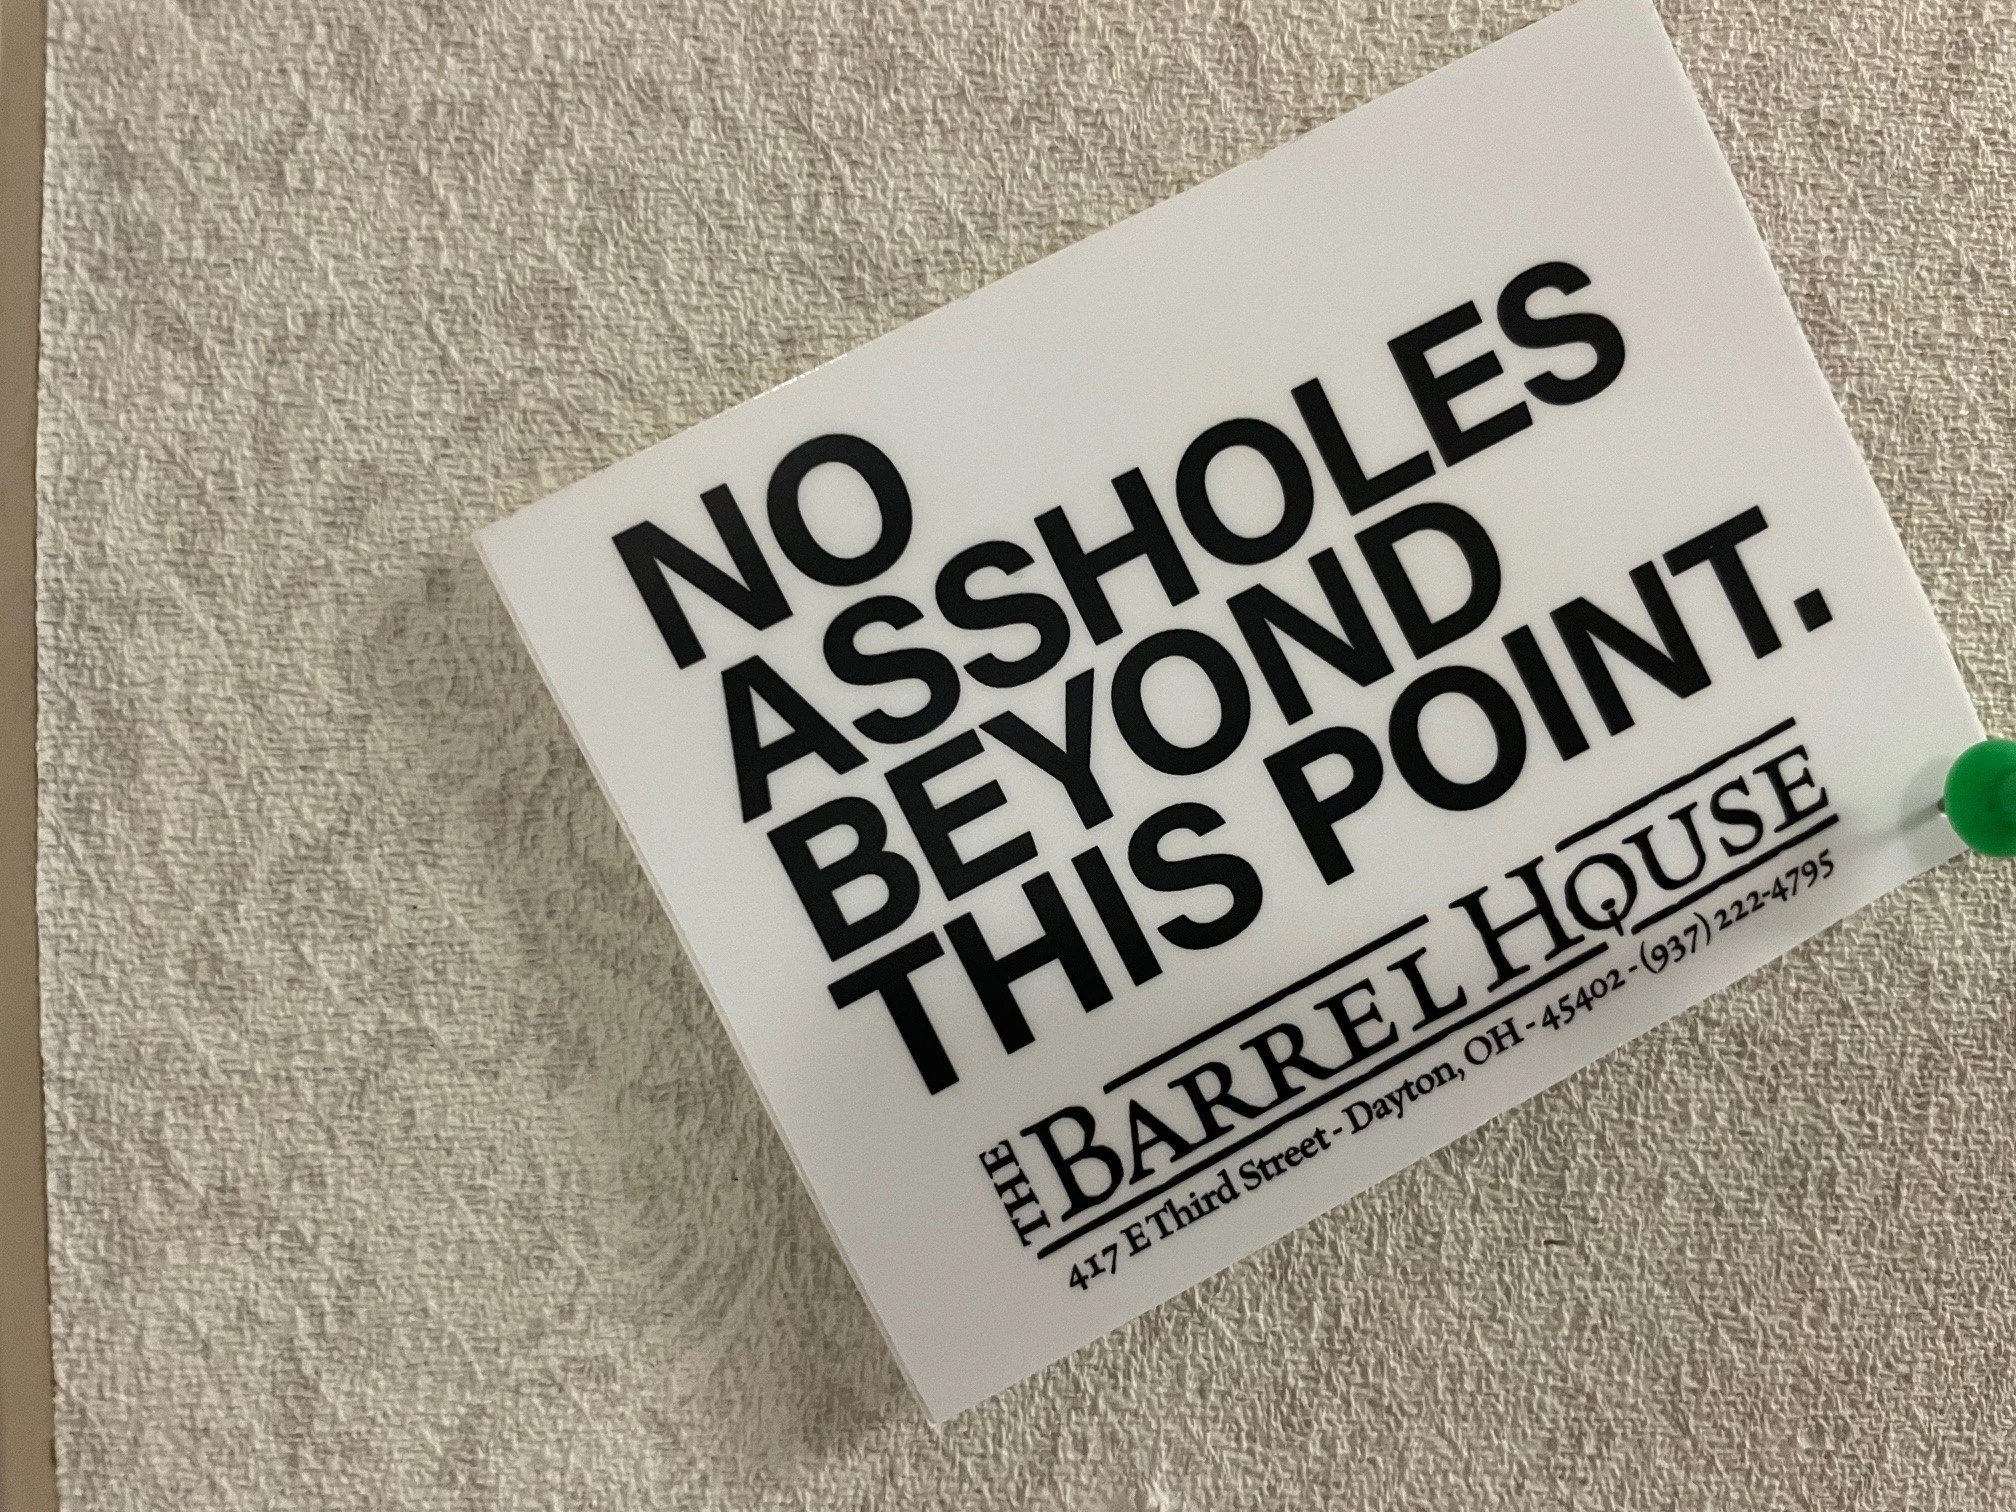 NO
ASSHOLES
BEYOND
THIS POINT.
THE BARREL HOUSE
417 E Third Street - Dayton, OH - 45402 - (937) 222-4795